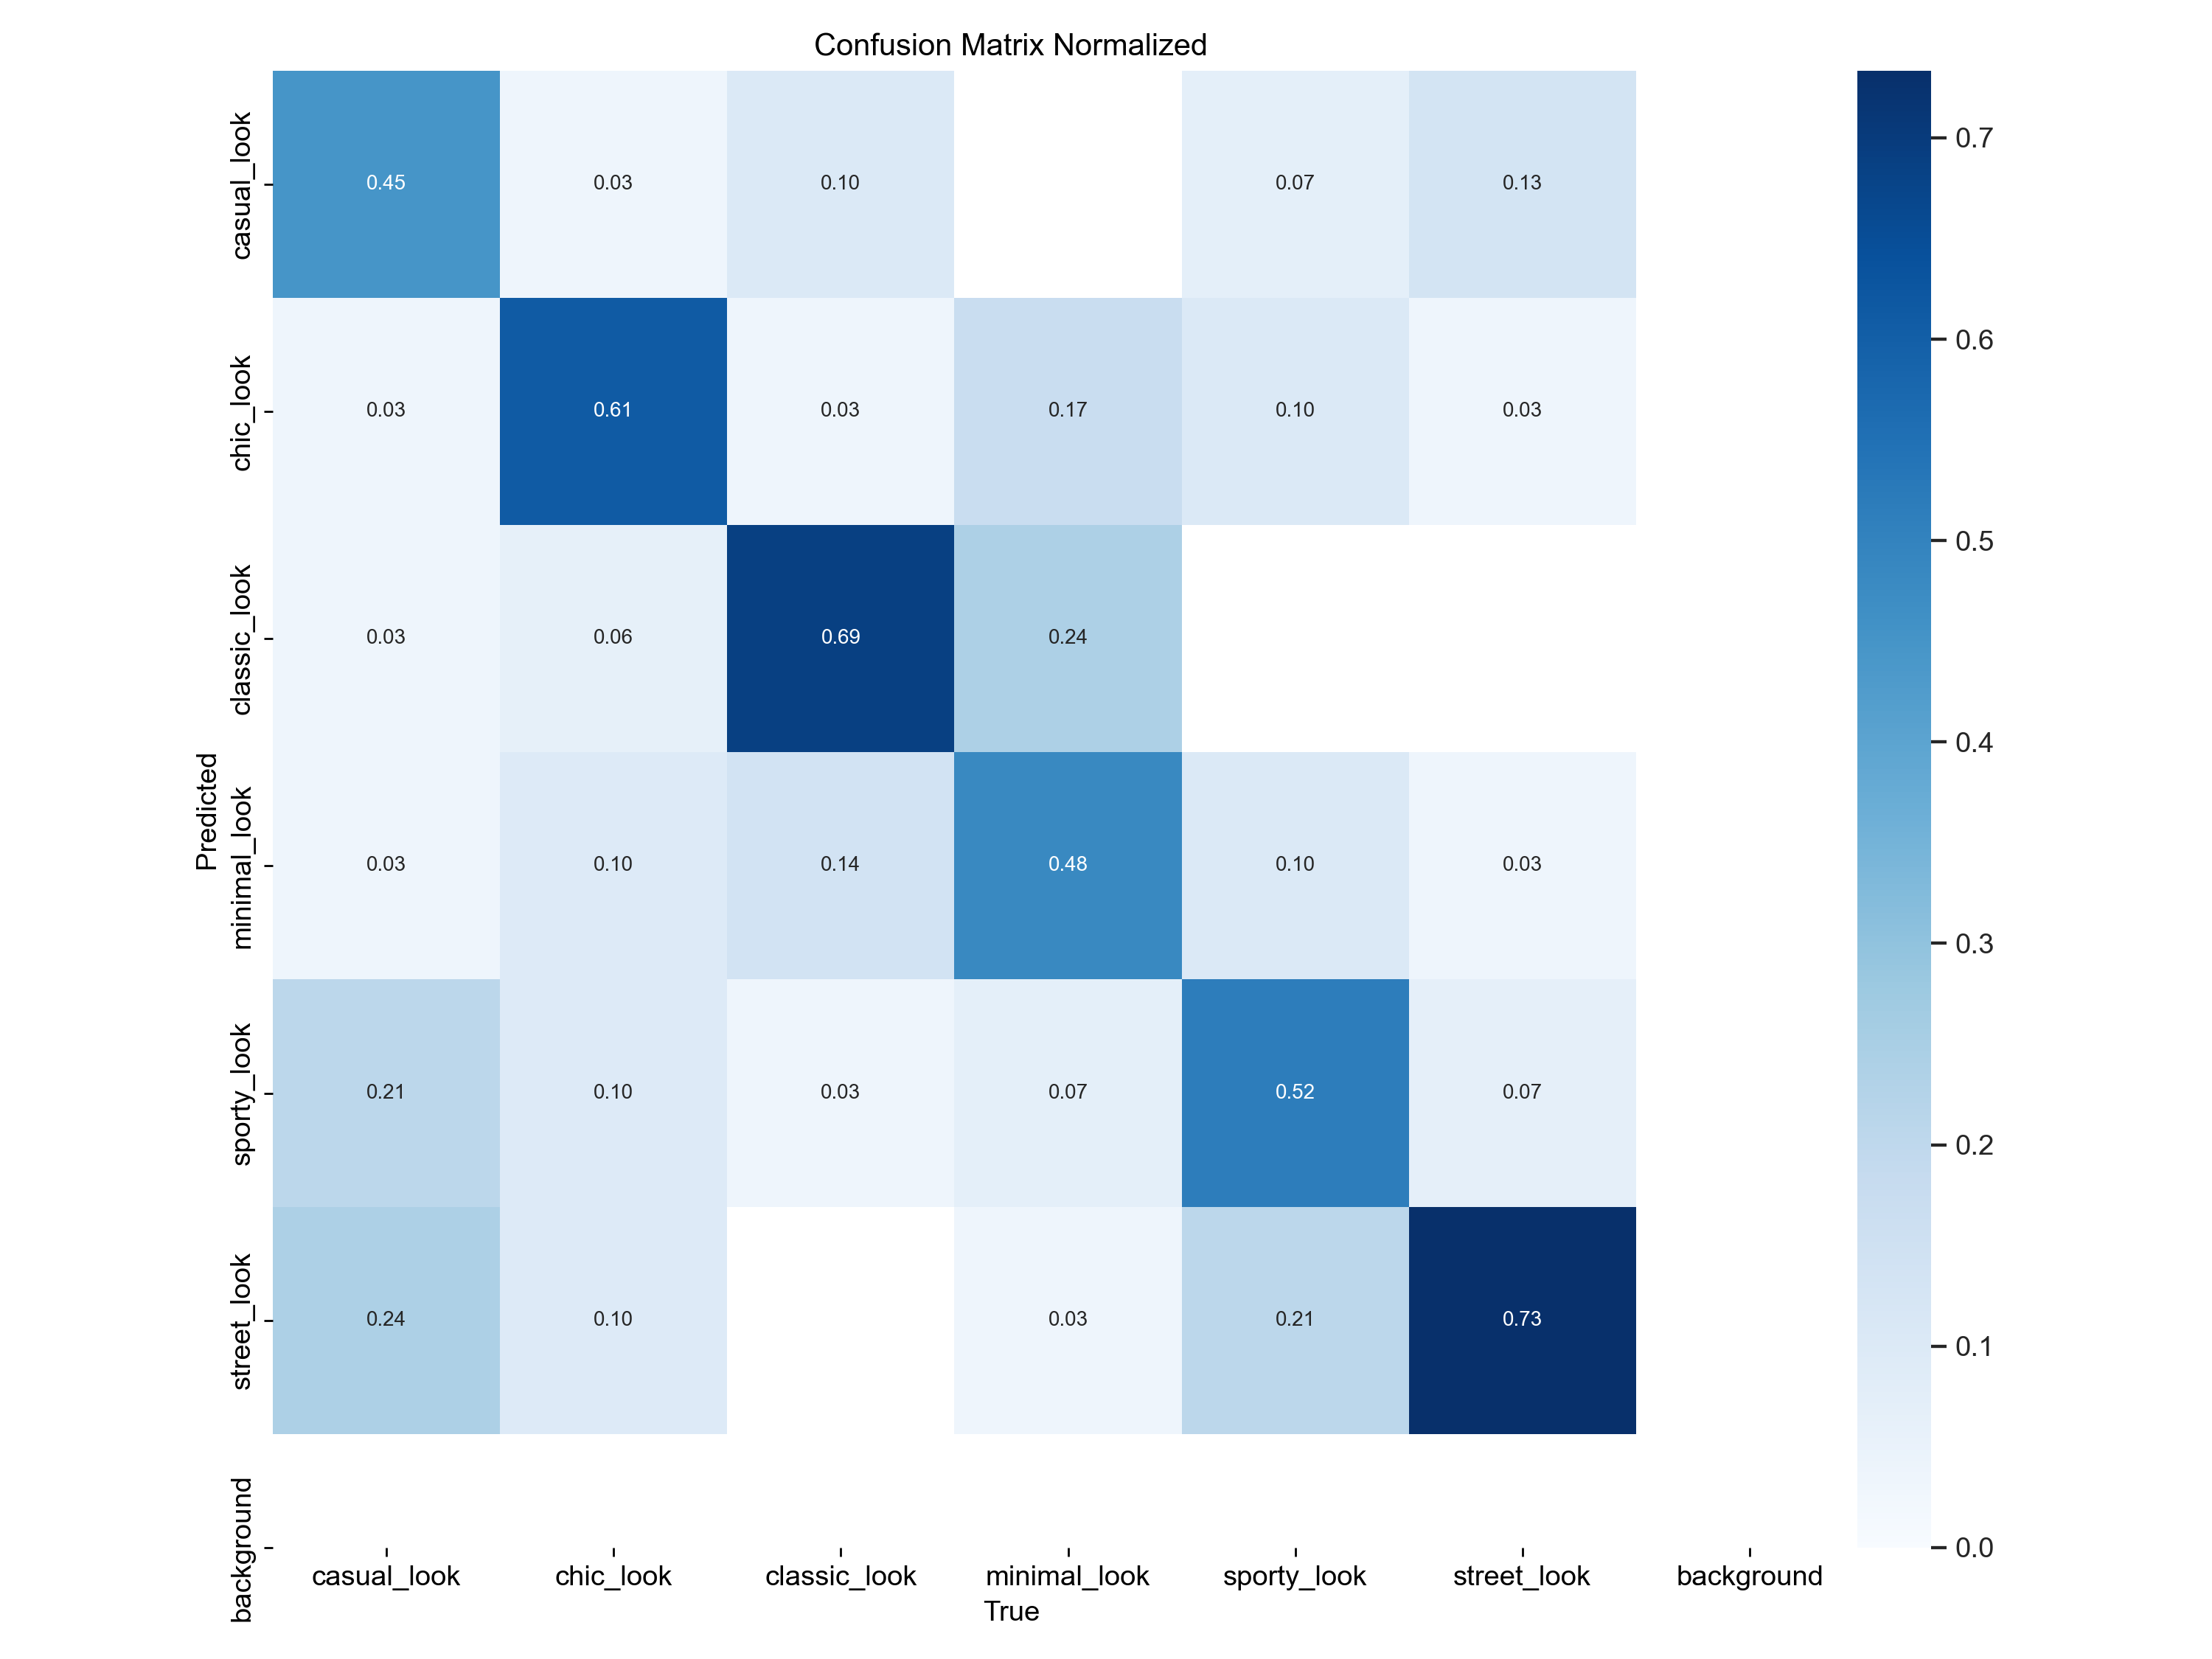 Confusion Matrix Normalized
casual_look
0.45
0.03
0.10
0.07
0.13
chic_look
0.03
0.61
0.03
0.17
0.10
0.03
classic_look
0.03
0.06
0.69
0.24
minimal_look
0.03
0.10
0.14
0.48
0.10
0.03
sporty_look
0.21
0.10
0.03
0.07
0.52
0.07
street_look
0.24
0.10
0.03
0.21
0.73
background
Predicted
casual_look
chic_look
classic_look
minimal_look
sporty_look
street_look
background
True
0.7
0.6
0.5
0.4
0.3
0.2
0.1
0.0